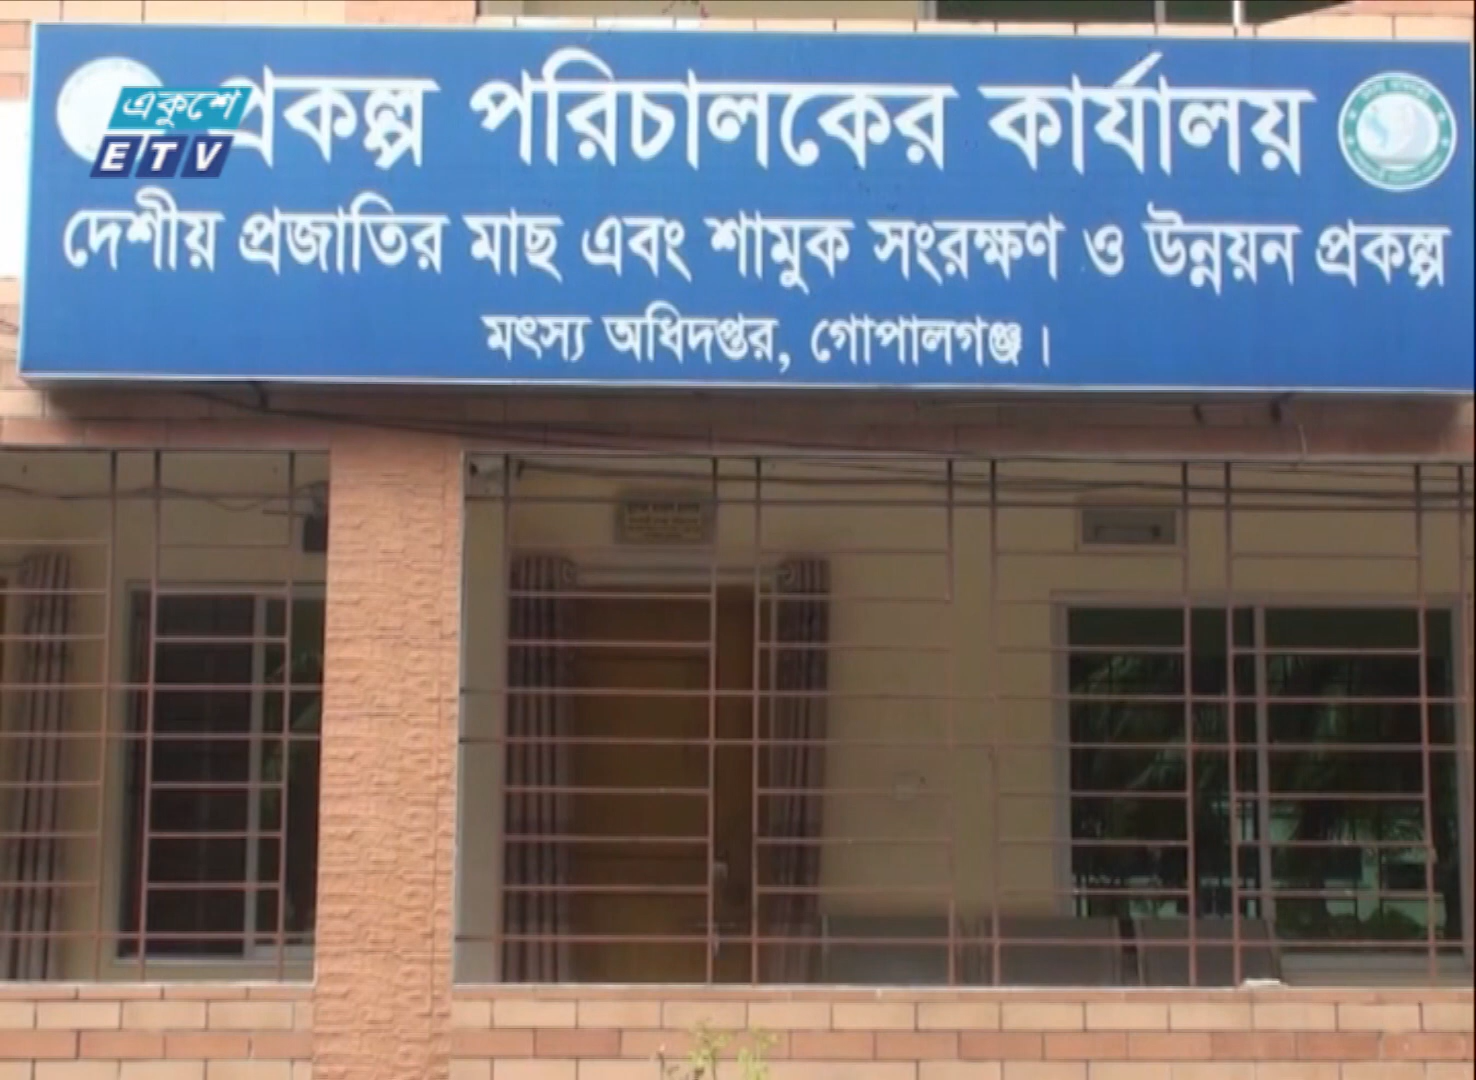 একুশে
ETV
প্রকল্প পরিচালকের কার্যালয়
দেশীয় প্রজাতির মাছ এবং শামুক সংরক্ষণ ও উন্নয়ন প্রকল্প
মৎস্য অধিদপ্তর, গোপালগঞ্জ।